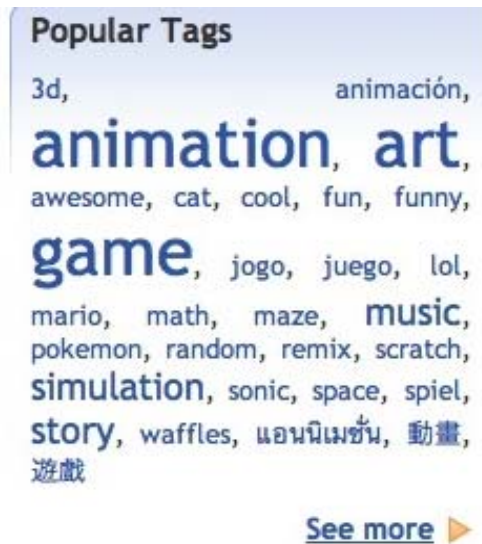 Popular Tags
3d, animación,
animation, art,
awesome, cat, cool, fun, funny,
game, jogo, juego, lol,
mario, math, maze, music,
pokemon, random, remix, scratch,
simulation, sonic, space, spiel,
story, waffles, แอนนิเมชั่น, 動畫,
遊戲
See more